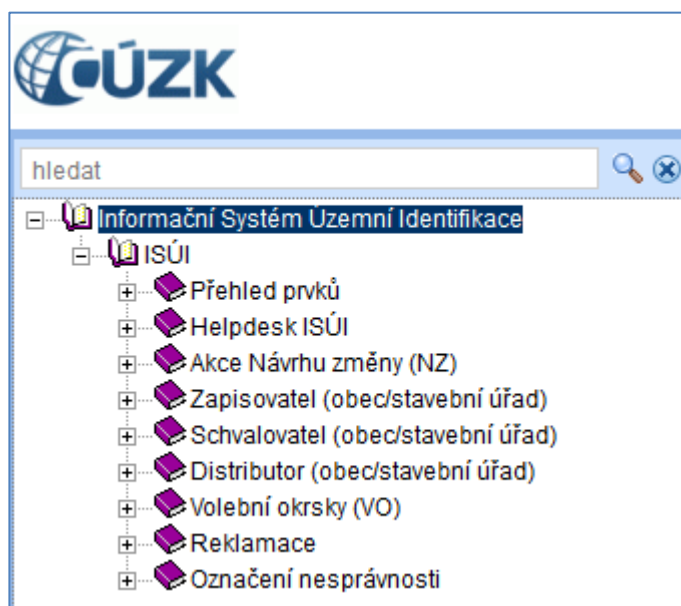 ČÚZK
hledat
Informační Systém Územní Identifikace
ISÚI
Přehled prvků
Helpdesk ISÚI
Akce Návrhu změny (NZ)
Zapisovatel (obec/stavební úřad)
Schvalovatel (obec/stavební úřad)
Distributor (obec/stavební úřad)
Volební okrsky (VO)
Reklamace
Označení nesprávnosti